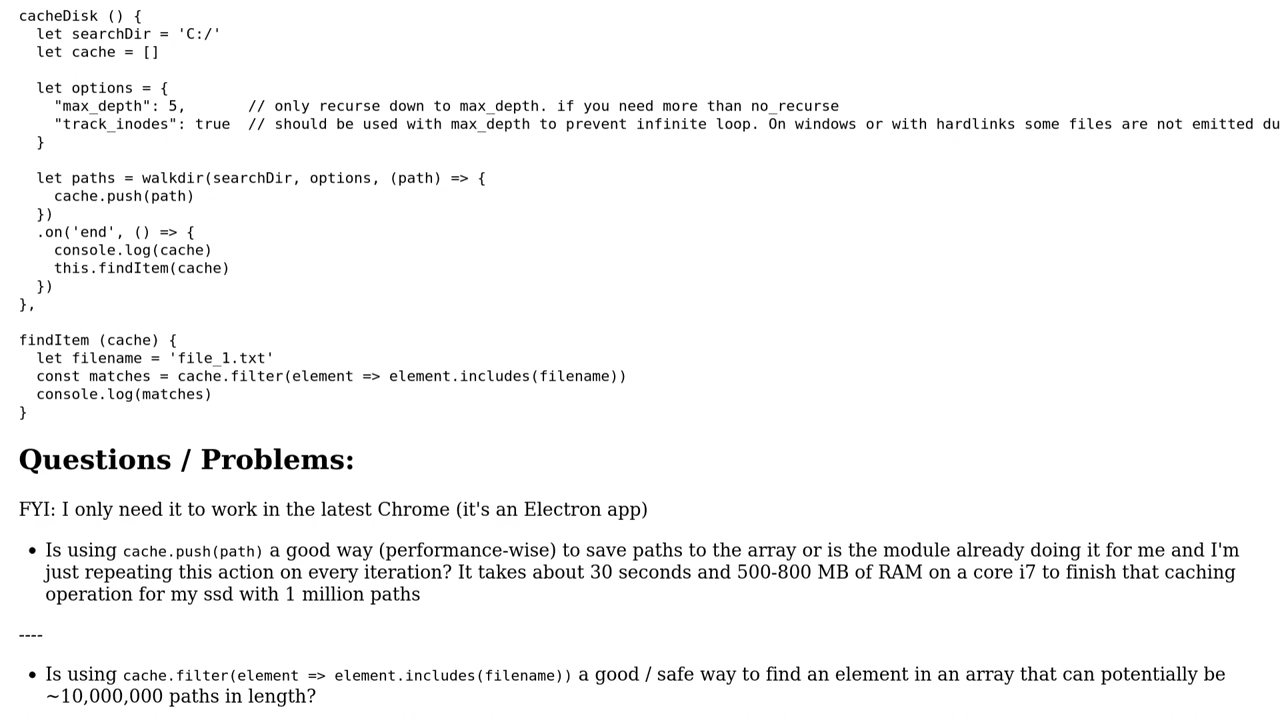 cacheDisk () {
  let searchDir = 'C:/'
  let cache = []

  let options = {
    "max_depth": 5,       // only recurse down to max_depth. if you need more than no_recurse
    "track_inodes": true  // should be used with max_depth to prevent infinite loop. On windows or with hardlinks some files are not emitted du
  }

  let paths = walkdir(searchDir, options, (path) => {
    cache.push(path)
  })
  .on('end', () => {
    console.log(cache)
    this.findItem(cache)
  })
},

findItem (cache) {
  let filename = 'file_1.txt'
  const matches = cache.filter(element => element.includes(filename))
  console.log(matches)
}
Questions / Problems:
FYI: I only need it to work in the latest Chrome (it's an Electron app)
• Is using cache.push(path) a good way (performance-wise) to save paths to the array or is the module already doing it for me and I'm
just repeating this action on every iteration? It takes about 30 seconds and 500-800 MB of RAM on a core i7 to finish that caching
operation for my ssd with 1 million paths
----
• Is using cache.filter(element => element.includes(filename)) a good / safe way to find an element in an array that can potentially be
~10,000,000 paths in length?